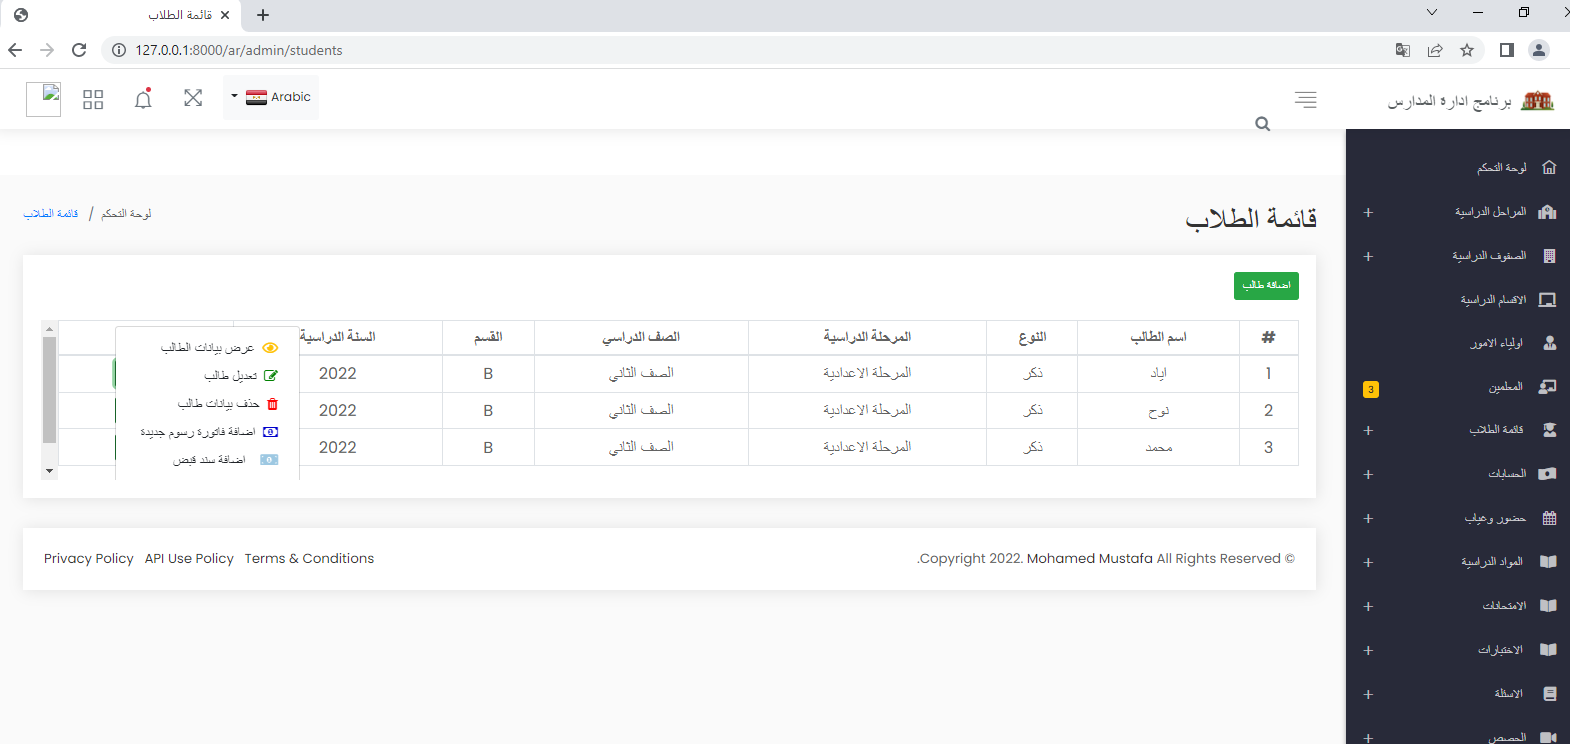 قائمة الطلاب
127.0.0.1:8000/ar/admin/students
برنامج ادارة المدارس
Arabic
لوحة التحكم
المراحل الدراسية
الصفوف الدراسية
الاقسام الدراسية
اولياء الامور
المعلمين
3
قائمة الطلاب
الحسابات
حضور وغياب
المواد الدراسية
الامتحانات
الاختبارات
الاسئلة
الحصص
قائمة الطلاب
لوحة التحكم / قائمة الطلاب
اضافة طالب
# اسم الطالب النوع المرحلة الدراسية الصف الدراسي القسم السنة الدراسية
1 اياد ذكر المرحلة الاعدادية الصف الثاني B 2022
2 نوح ذكر المرحلة الاعدادية الصف الثاني B 2022
3 محمد ذكر المرحلة الاعدادية الصف الثاني B 2022
عرض بيانات الطالب
تعديل طالب
حذف بيانات طالب
اضافة فاتورة رسوم جديدة
اضافة سند قبض
.Copyright 2022. Mohamed Mustafa All Rights Reserved ©
Privacy Policy API Use Policy Terms & Conditions